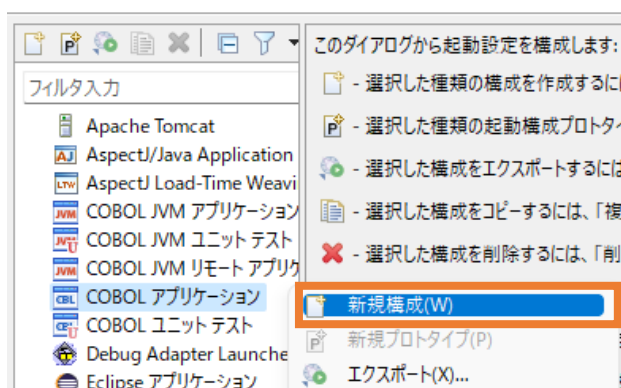 フィルタ入力
Apache Tomcat
AspectJ/Java Application
AspectJ Load-Time Weavi
COBOL JVM アプリケーション
COBOL JVM ユニット テスト
COBOL JVM リモート アプリケ
COBOL アプリケーション
COBOL ユニット テスト
Debug Adapter Launche
Eclipse アプリケーション
このダイアログから起動設定を構成します:
- 選択した種類の構成を作成するに
- 選択した種類の起動構成プロトタイ
- 選択した構成をエクスポートするには
- 選択した構成をコピーするには、「複
- 選択した構成を削除するには、「削
新規構成(W)
新規プロトタイプ(P)
エクスポート(X)...